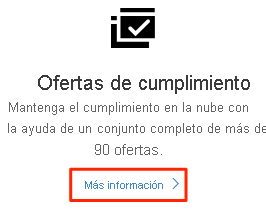 Ofertas de cumplimiento
Mantenga el cumplimiento en la nube con
la ayuda de un conjunto completo de más de
90 ofertas.
Más información